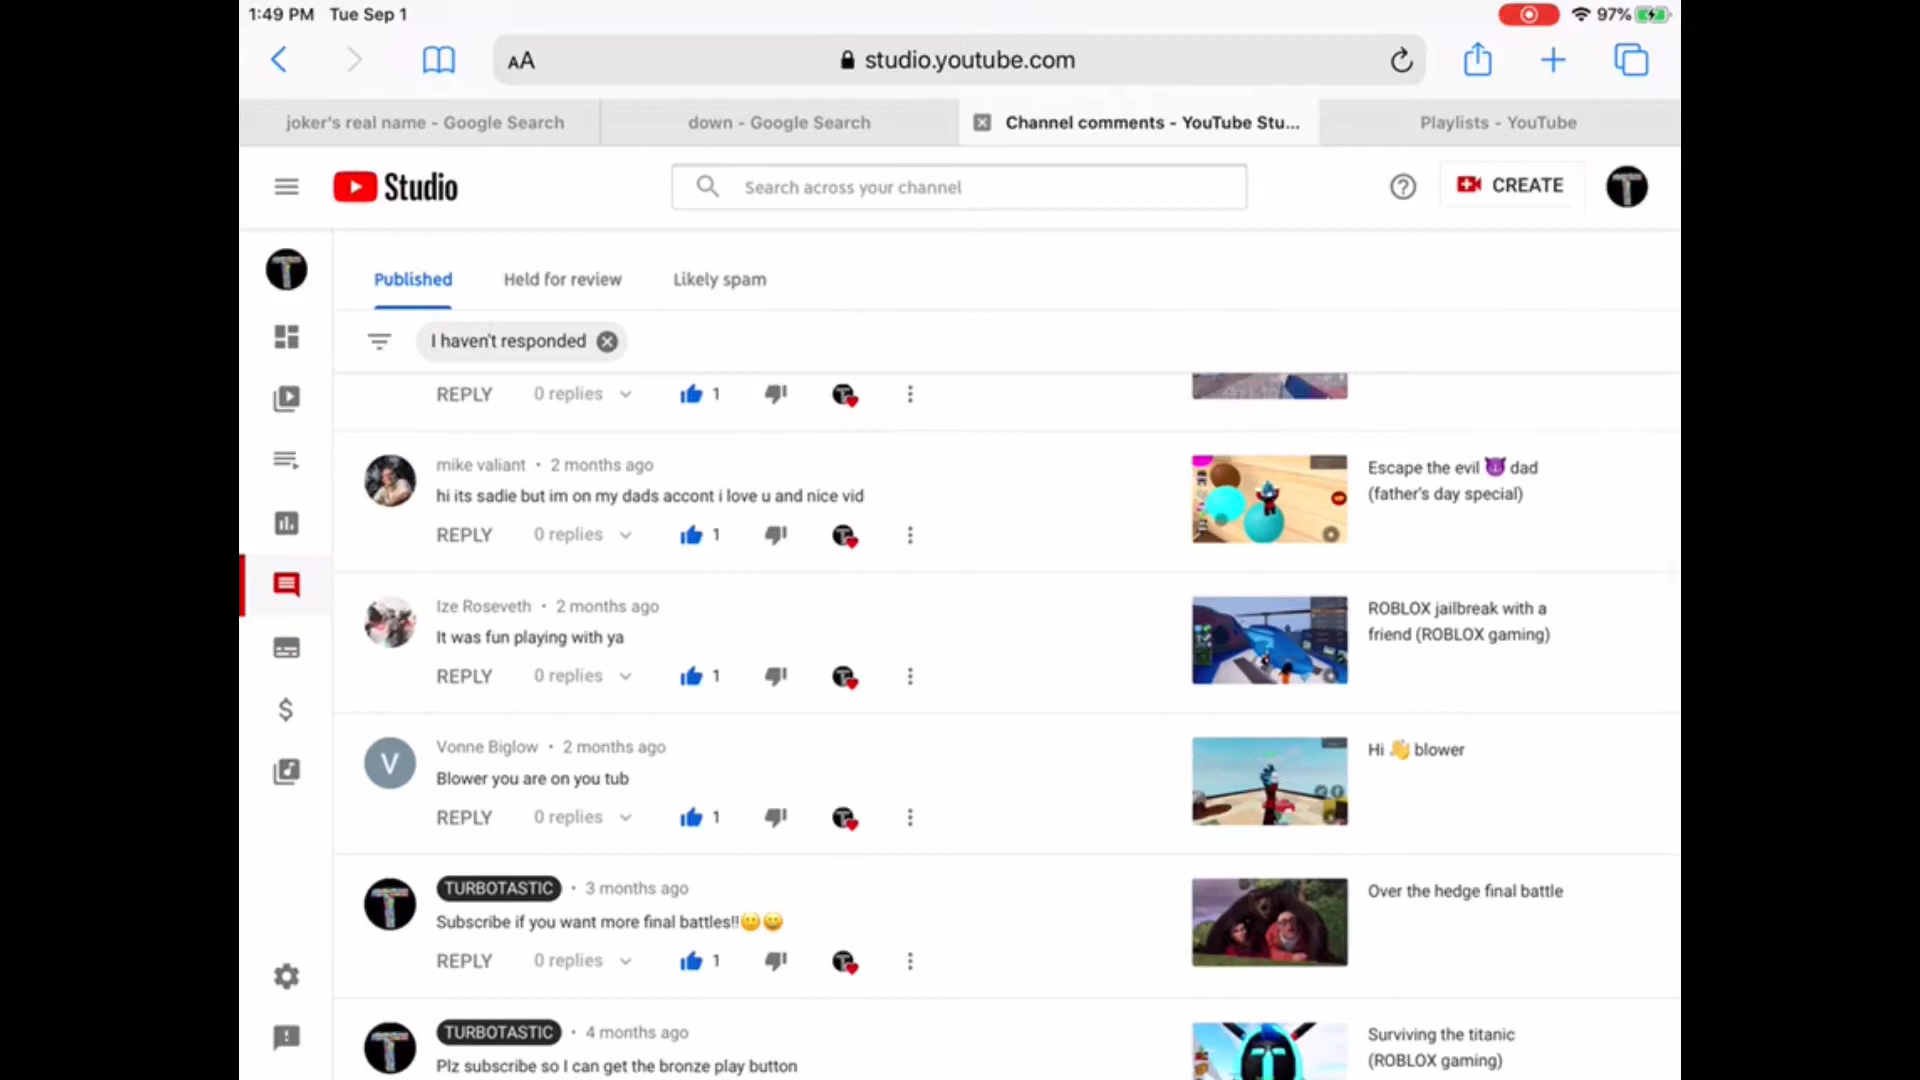 1:49 PM Tue Sep 1
97%
AA
studio.youtube.com
joker's real name - Google Search
down - Google Search
Channel comments - YouTube Stu...
Playlists - YouTube
Studio
Search across your channel
CREATE
Published
Held for review
Likely spam
I haven't responded
REPLY
0 replies
1
mike valiant • 2 months ago
hi its sadie but im on my dads accont i love u and nice vid
REPLY
0 replies
1
Escape the evil 😈 dad
(father's day special)
Ize Roseveth • 2 months ago
It was fun playing with ya
REPLY
0 replies
1
ROBLOX jailbreak with a
friend (ROBLOX gaming)
V
Vonne Biglow • 2 months ago
Blower you are on you tub
REPLY
0 replies
1
Hi 👋 blower
TURBOTASTIC • 3 months ago
Subscribe if you want more final battles!!🙂😀
REPLY
0 replies
1
Over the hedge final battle
TURBOTASTIC • 4 months ago
Plz subscribe so I can get the bronze play button
Surviving the titanic
(ROBLOX gaming)